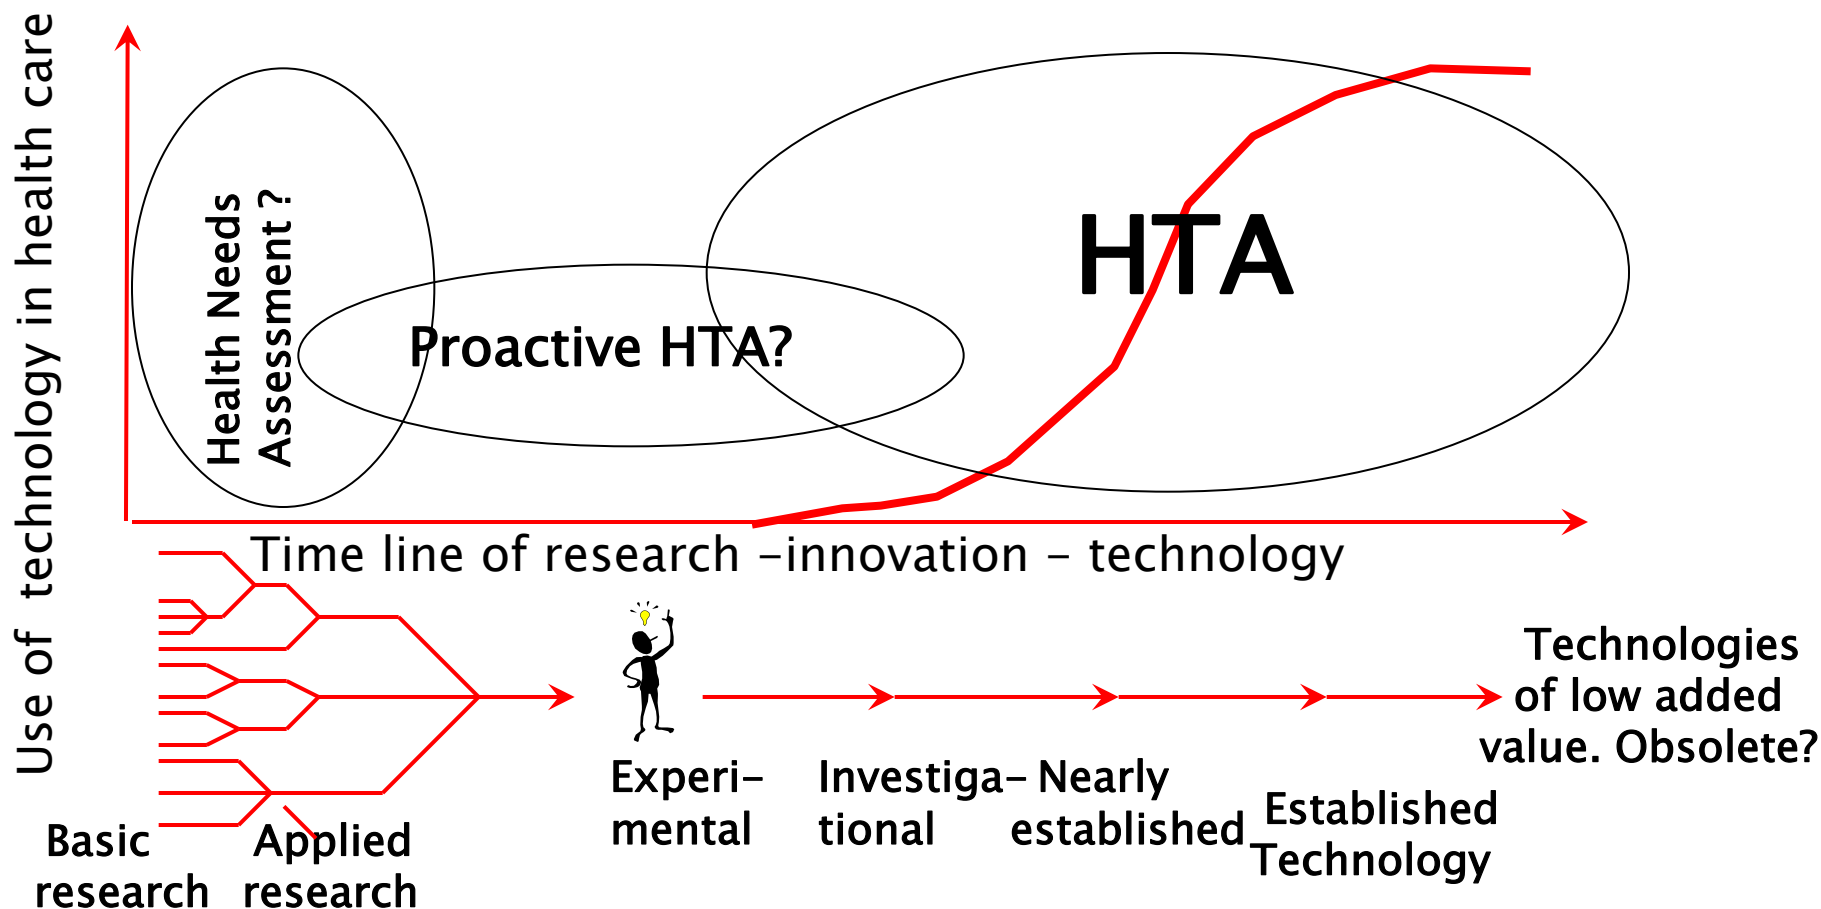 Use of technology in health care
Health Needs
Assessment ?
Proactive HTA?
HTA
Time line of research -innovation - technology
Technologies
of low added
value. Obsolete?
Experi-
mental
Investiga-
tional
Nearly
established
Established
Technology
Basic
research
Applied
research